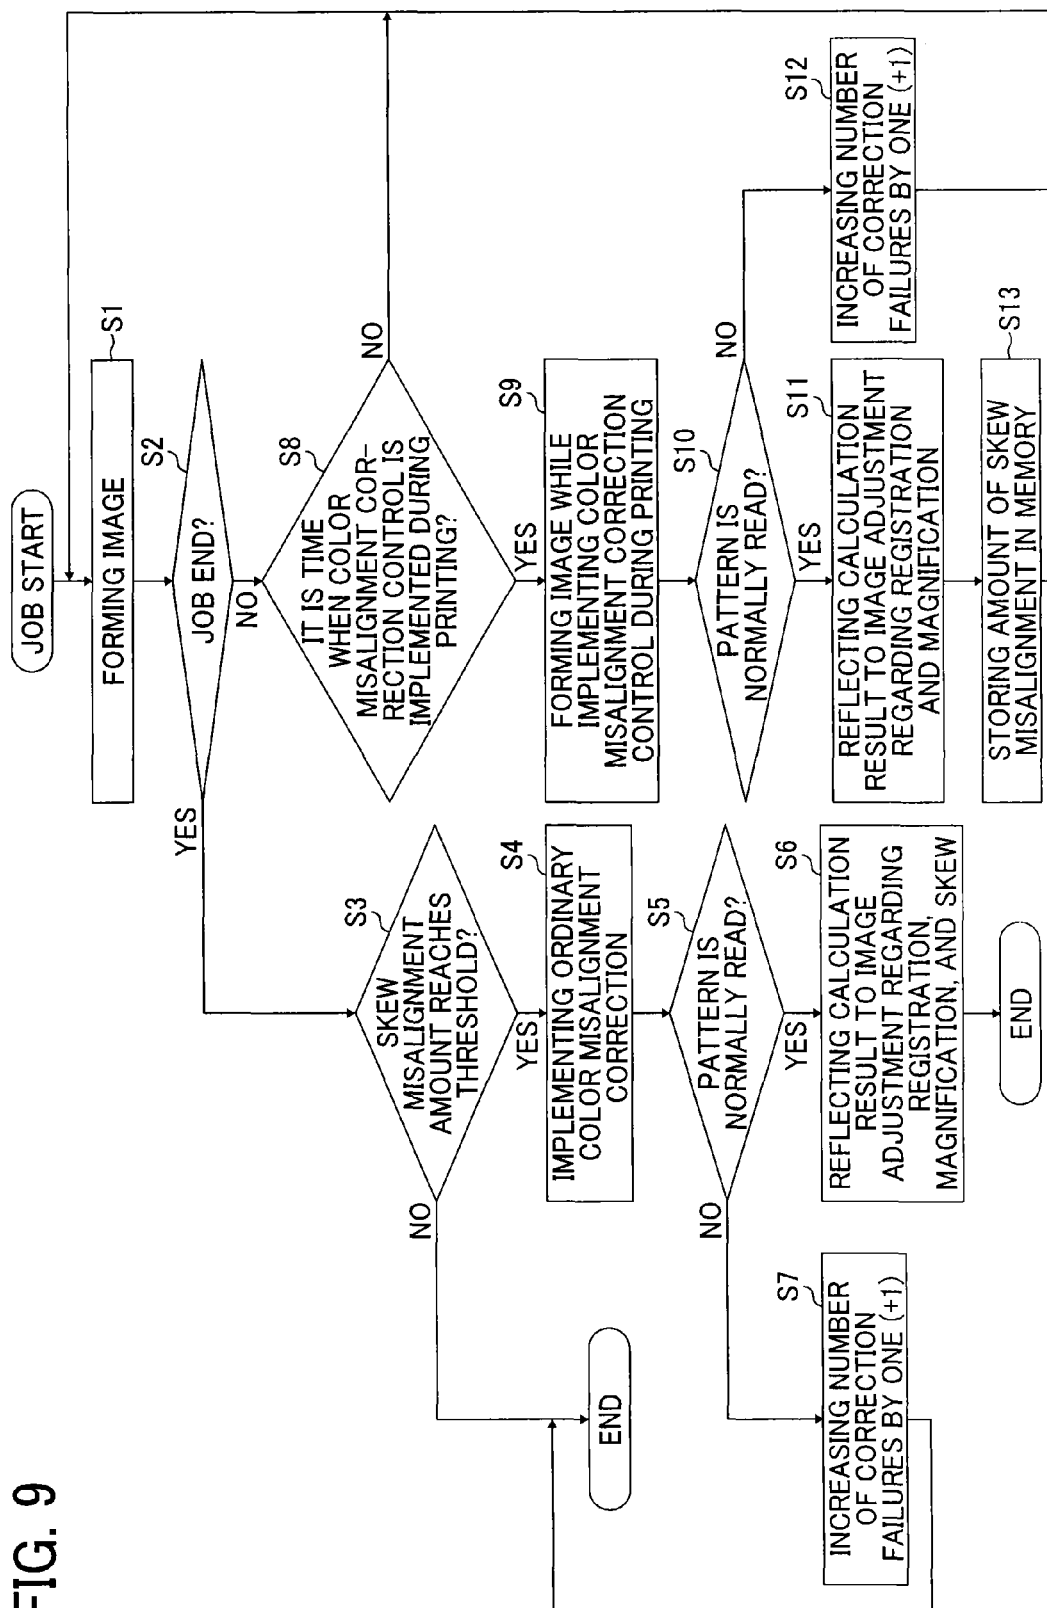 FIG. 9
JOB START
FORMING IMAGE
S1
JOB END?
S2
YES
NO
SKEW
MISALIGNMENT
AMOUNT REACHES
THRESHOLD?
S3
NO
YES
IMPLEMENTING ORDINARY
COLOR MISALIGNMENT
CORRECTION
S4
PATTERN IS
NORMALLY READ?
S5
NO
YES
REFLECTING CALCULATION
RESULT TO IMAGE
ADJUSTMENT REGARDING
REGISTRATION,
MAGNIFICATION, AND SKEW
S6
END
INCREASING NUMBER
OF CORRECTION
FAILURES BY ONE (+1)
S7
END
IT IS TIME
WHEN COLOR
MISALIGNMENT COR-
RECTION CONTROL IS
IMPLEMENTED DURING
PRINTING?
S8
NO
YES
FORMING IMAGE WHILE
IMPLEMENTING COLOR
MISALIGNMENT CORRECTION
CONTROL DURING PRINTING
S9
PATTERN IS
NORMALLY READ?
S10
NO
YES
REFLECTING CALCULATION
RESULT TO IMAGE ADJUSTMENT
REGARDING REGISTRATION
AND MAGNIFICATION
S11
INCREASING NUMBER
OF CORRECTION
FAILURES BY ONE (+1)
S12
STORING AMOUNT OF SKEW
MISALIGNMENT IN MEMORY
S13